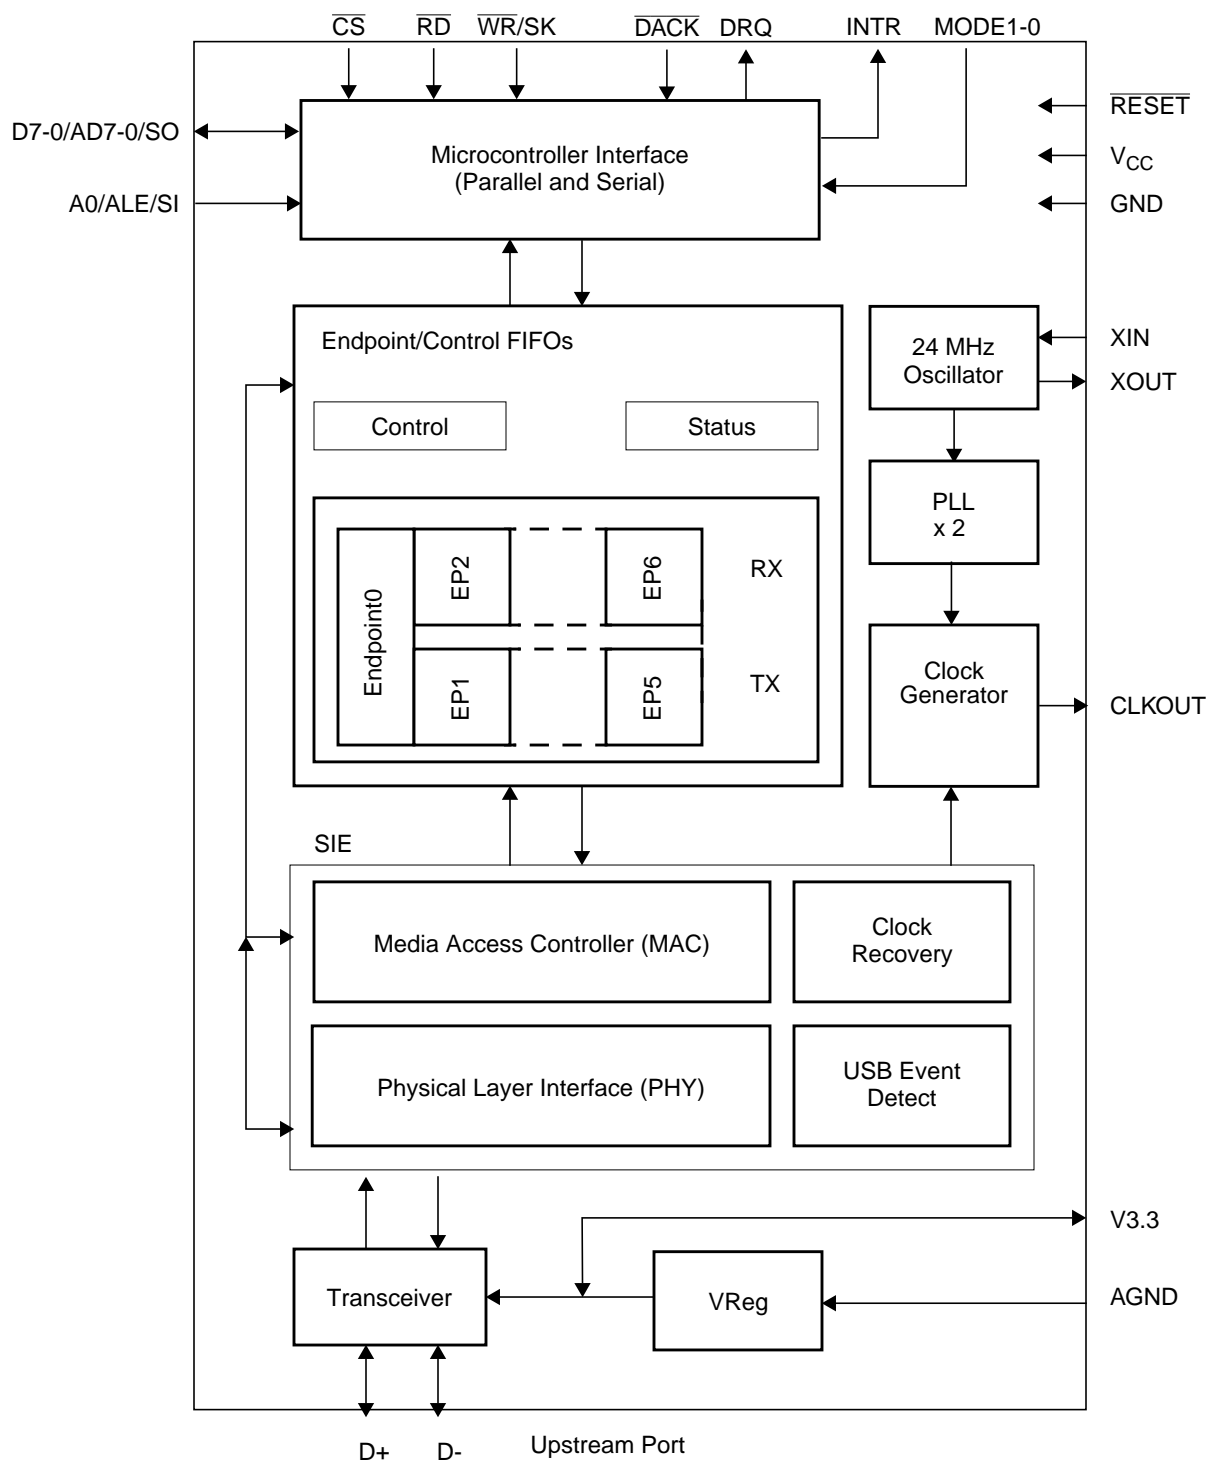 CS RD WR/SK DACK DRQ INTR MODE1-0
RESET
D7-0/AD7-0/SO
Microcontroller Interface
(Parallel and Serial)
VCC
A0/ALE/SI
GND
Endpoint/Control FIFOs
24 MHz
Oscillator
XIN
XOUT
Control
Status
PLL
x 2
Endpoint0
EP2
EP6
RX
EP1
EP5
TX
Clock
Generator
CLKOUT
SIE
Media Access Controller (MAC)
Clock
Recovery
Physical Layer Interface (PHY)
USB Event
Detect
V3.3
Transceiver
VReg
AGND
D+ D- Upstream Port